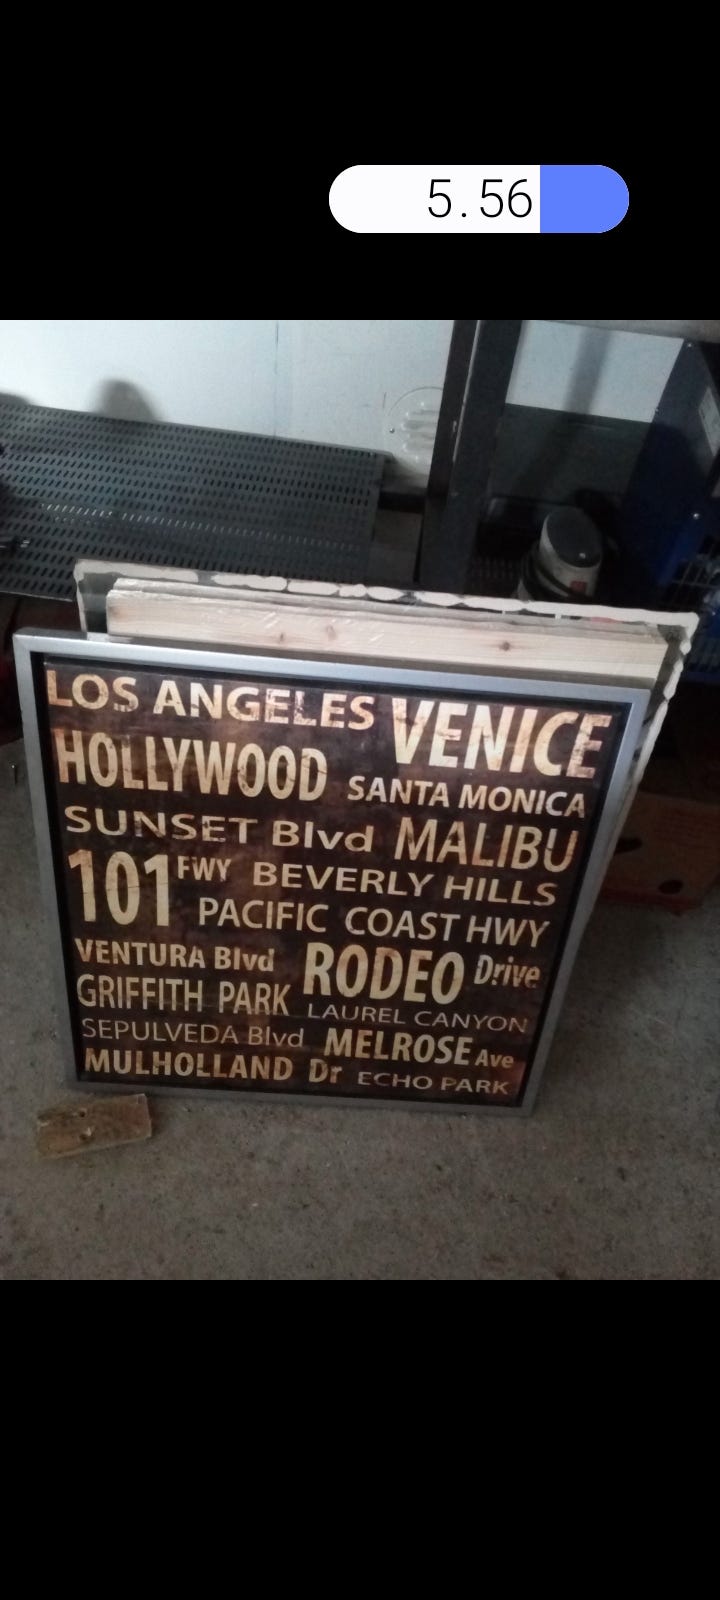 5.56
LOS ANGELES VENICE
HOLLYWOOD SANTA MONICA
SUNSET Blvd MALIBU
101 FWY BEVERLY HILLS
PACIFIC COAST HWY
VENTURA Blvd RODEO Drive
GRIFFITH PARK LAUREL CANYON
SEPULVEDA Blvd MELROSE Ave
MULHOLLAND Dr ECHO PARK